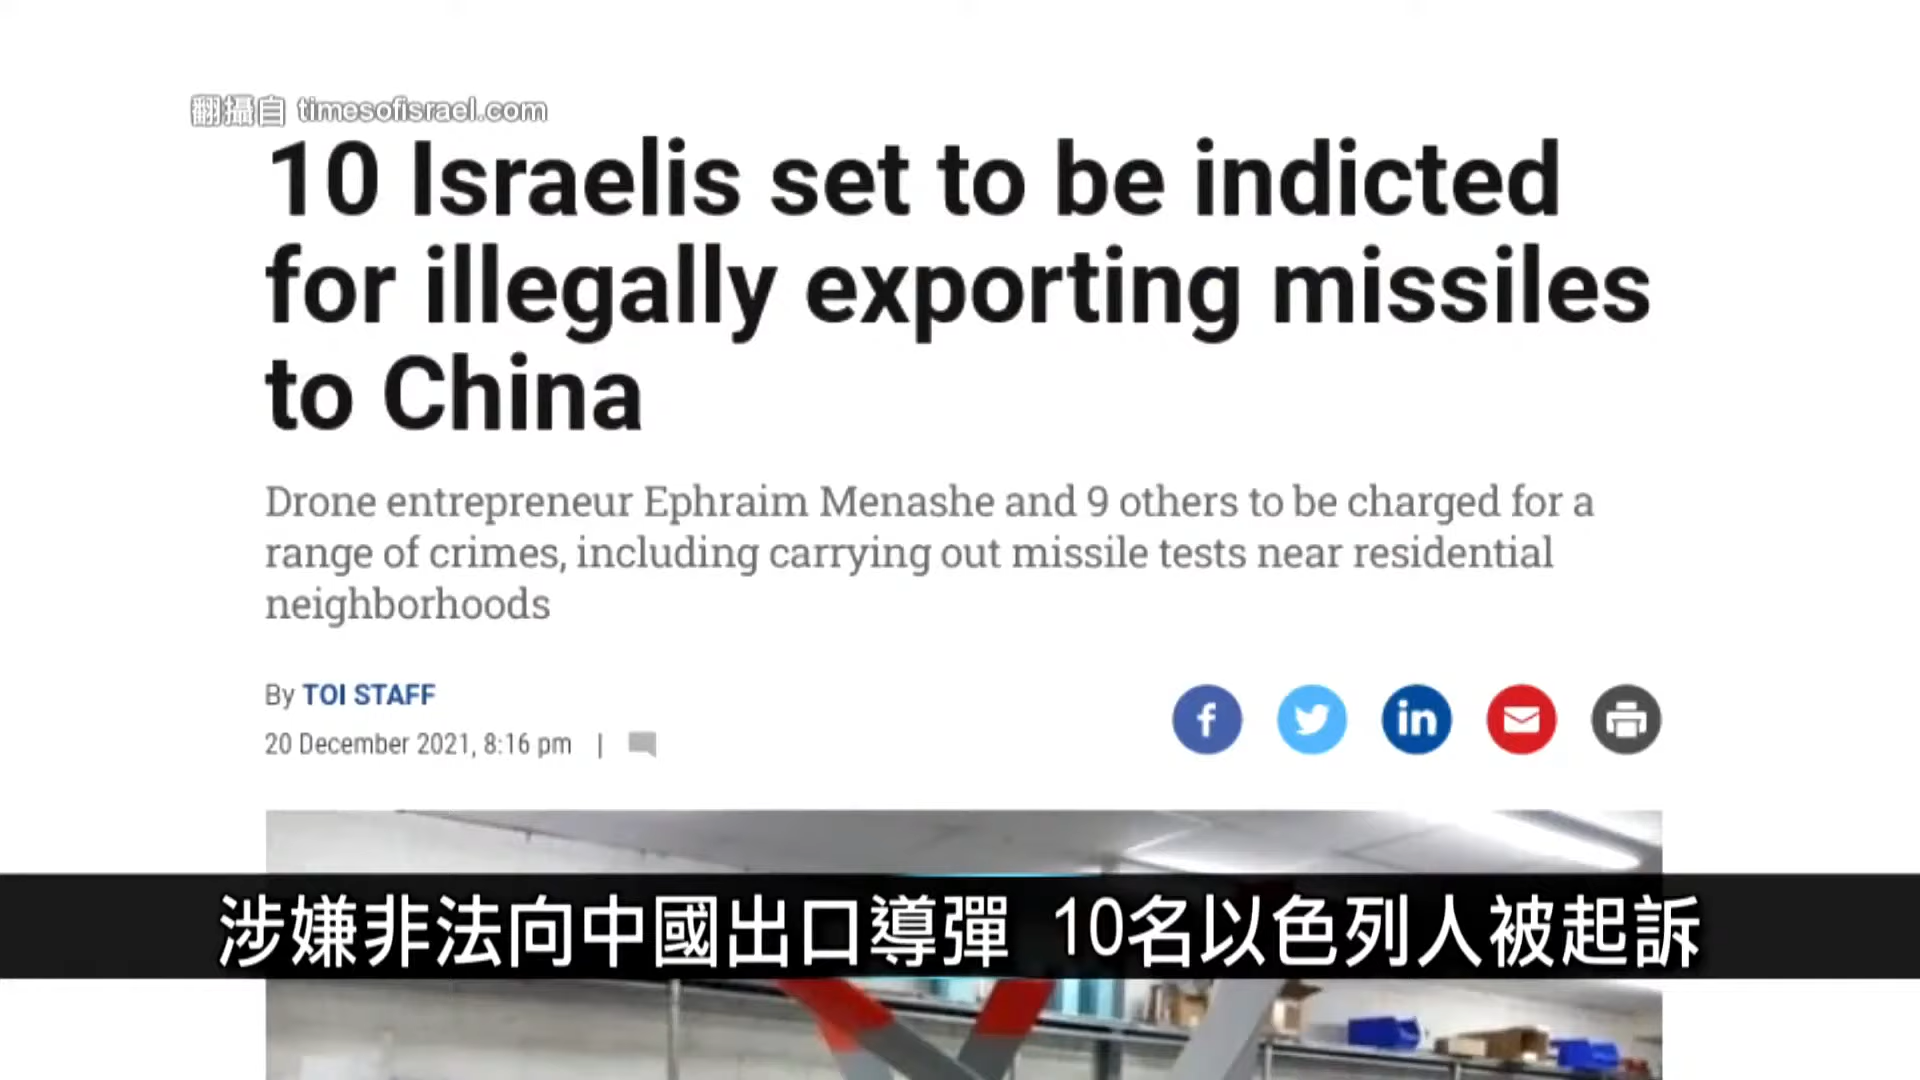 翻攝自 timesofisrael.com
10 Israelis set to be indicted
for illegally exporting missiles
to China
Drone entrepreneur Ephraim Menashe and 9 others to be charged for a
range of crimes, including carrying out missile tests near residential
neighborhoods
By TOI STAFF
20 December 2021, 8:16 pm |
涉嫌非法向中國出口導彈 10名以色列人被起訴